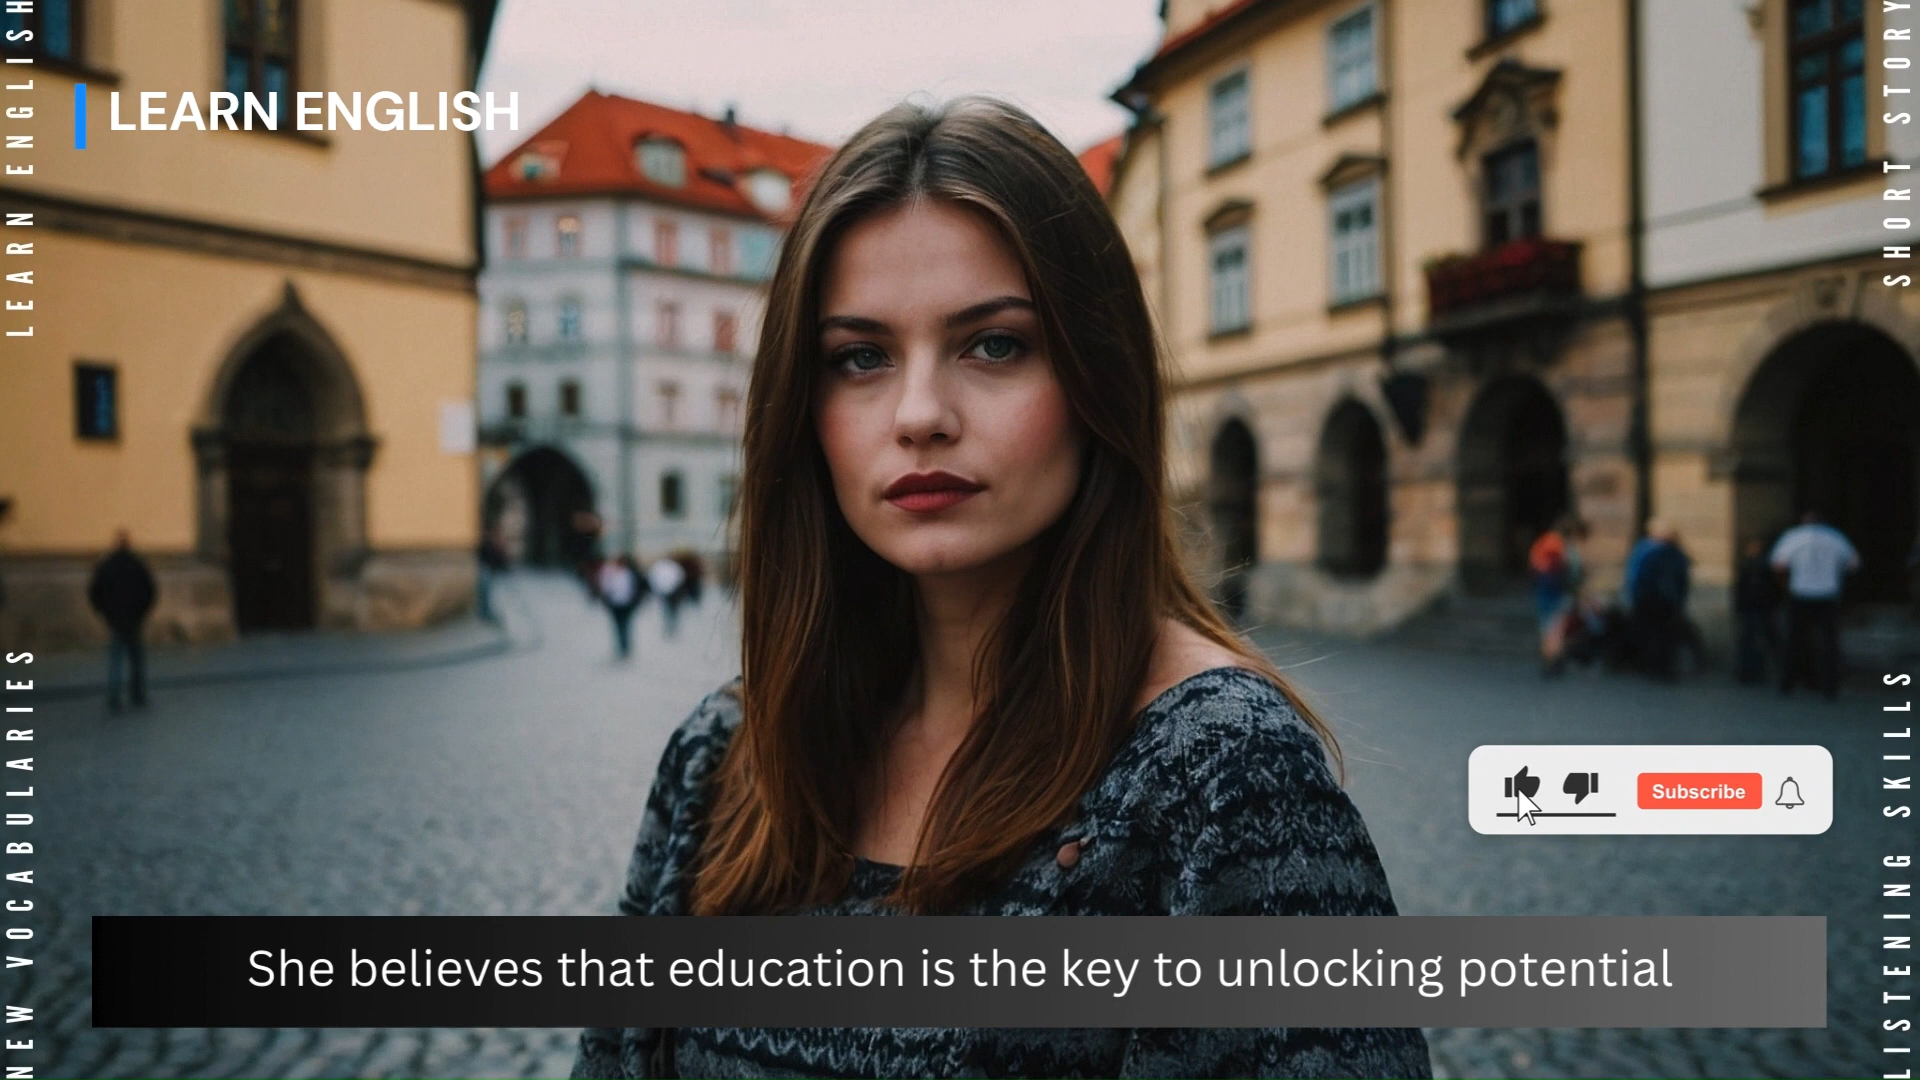 LEARN ENGLISH
LEARN ENGLISH
SHORT STORY
NEW VOCABULARIES
LISTENING SKILLS
Subscribe
She believes that education is the key to unlocking potential